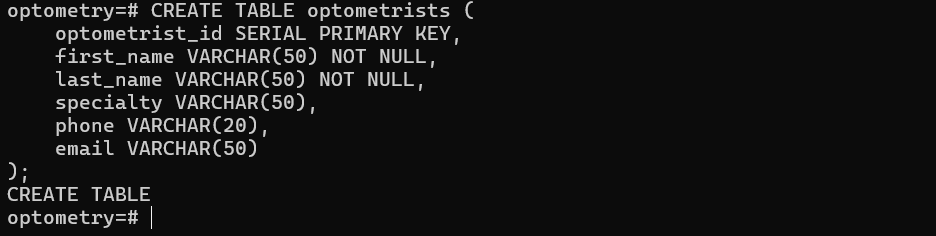 optometry=# CREATE TABLE optometrists (
    optometrist_id SERIAL PRIMARY KEY,
    first_name VARCHAR(50) NOT NULL,
    last_name VARCHAR(50) NOT NULL,
    specialty VARCHAR(50),
    phone VARCHAR(20),
    email VARCHAR(50)
);
CREATE TABLE
optometry=#